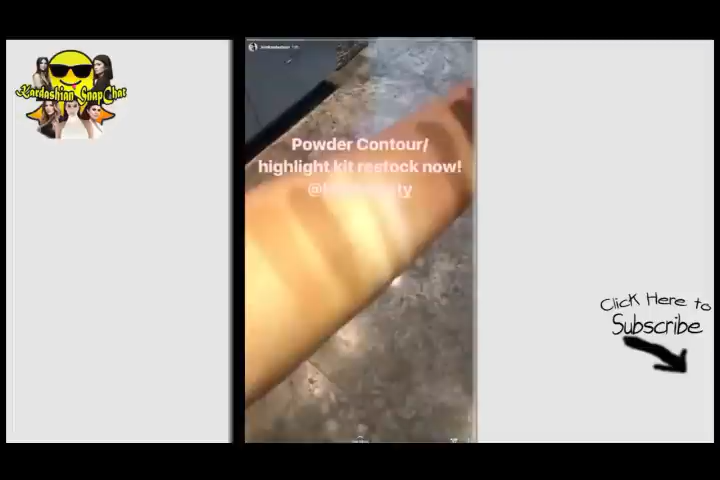 Kardashian SnapChat
Powder Contour/
highlight kit restock now!
Click Here to
Subscribe